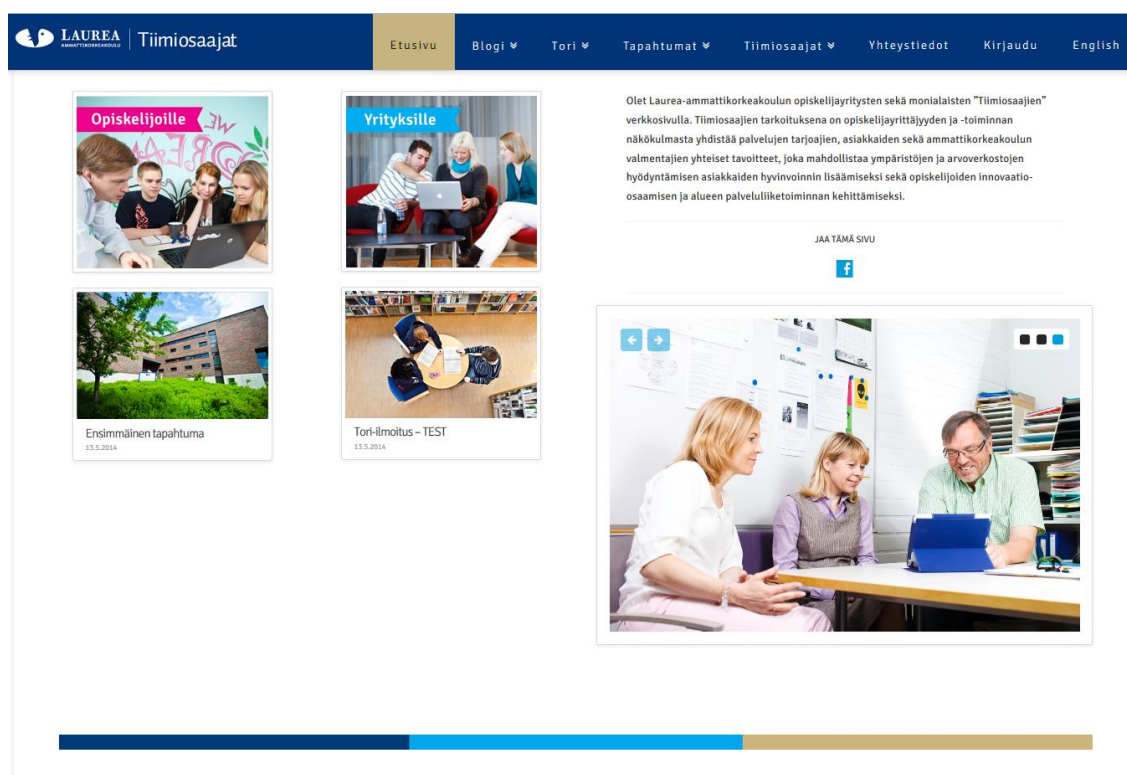 LAUREA
AMMATTIKORKEAKOULU
Tiimiosaajat
Etusivu
Blogi
Tori
Tapahtumat
Tiimiosaajat
Yhteystiedot
Kirjaudu
English
Opiskelijoille
Yrityksille
Olet Laurea-ammattikorkeakoulun opiskelijayritysten sekä monialaisten ”Tiimiosaajien”
verkkosivulla. Tiimiosaajien tarkoituksena on opiskelijayrittäjyyden ja -toiminnan
näkökulmasta yhdistää palvelujen tarjoajien, asiakkaiden sekä ammattikorkeakoulun
valmentajien yhteiset tavoitteet, joka mahdollistaa ympäristöjen ja arvoverkostojen
hyödyntämisen asiakkaiden hyvinvoinnin lisäämiseksi sekä opiskelijoiden innovaatio-
osaamisen ja alueen palveluliiketoiminnan kehittämiseksi.
JAA TÄMÄ SIVU
Ensimmäinen tapahtuma
13.5.2014
Tori-ilmoitus – TEST
13.5.2014